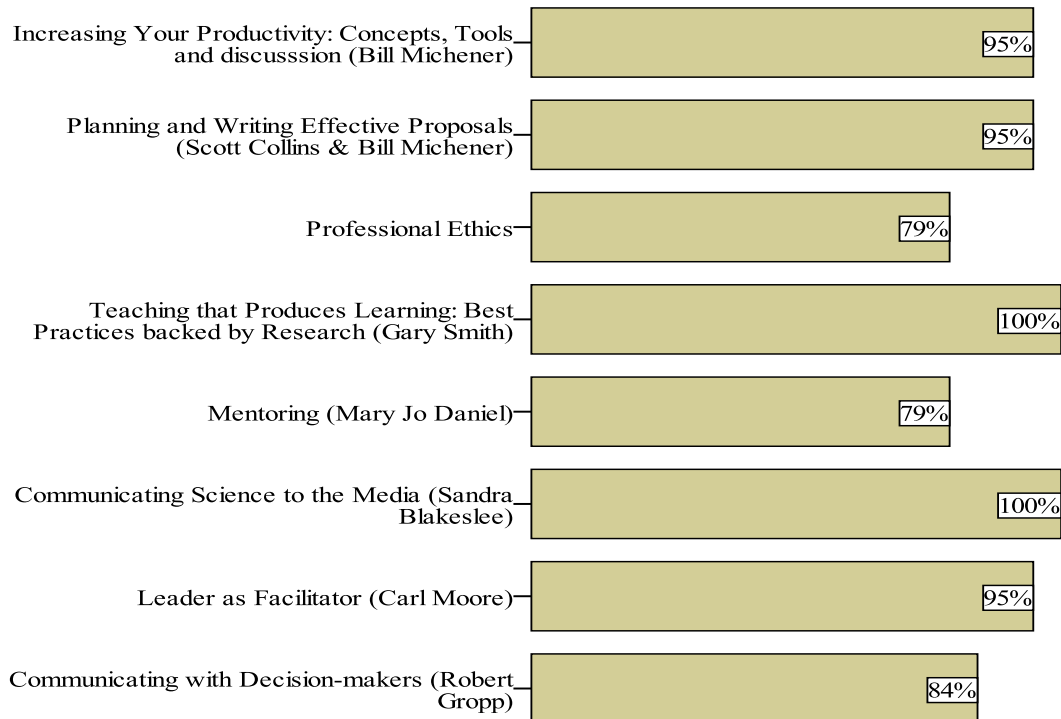 Increasing Your Productivity: Concepts, Tools
and discusssion (Bill Michener)
95%
Planning and Writing Effective Proposals
(Scott Collins & Bill Michener)
95%
Professional Ethics
79%
Teaching that Produces Learning: Best
Practices backed by Research (Gary Smith)
100%
Mentoring (Mary Jo Daniel)
79%
Communicating Science to the Media (Sandra
Blakeslee)
100%
Leader as Facilitator (Carl Moore)
95%
Communicating with Decision-makers (Robert
Gropp)
84%